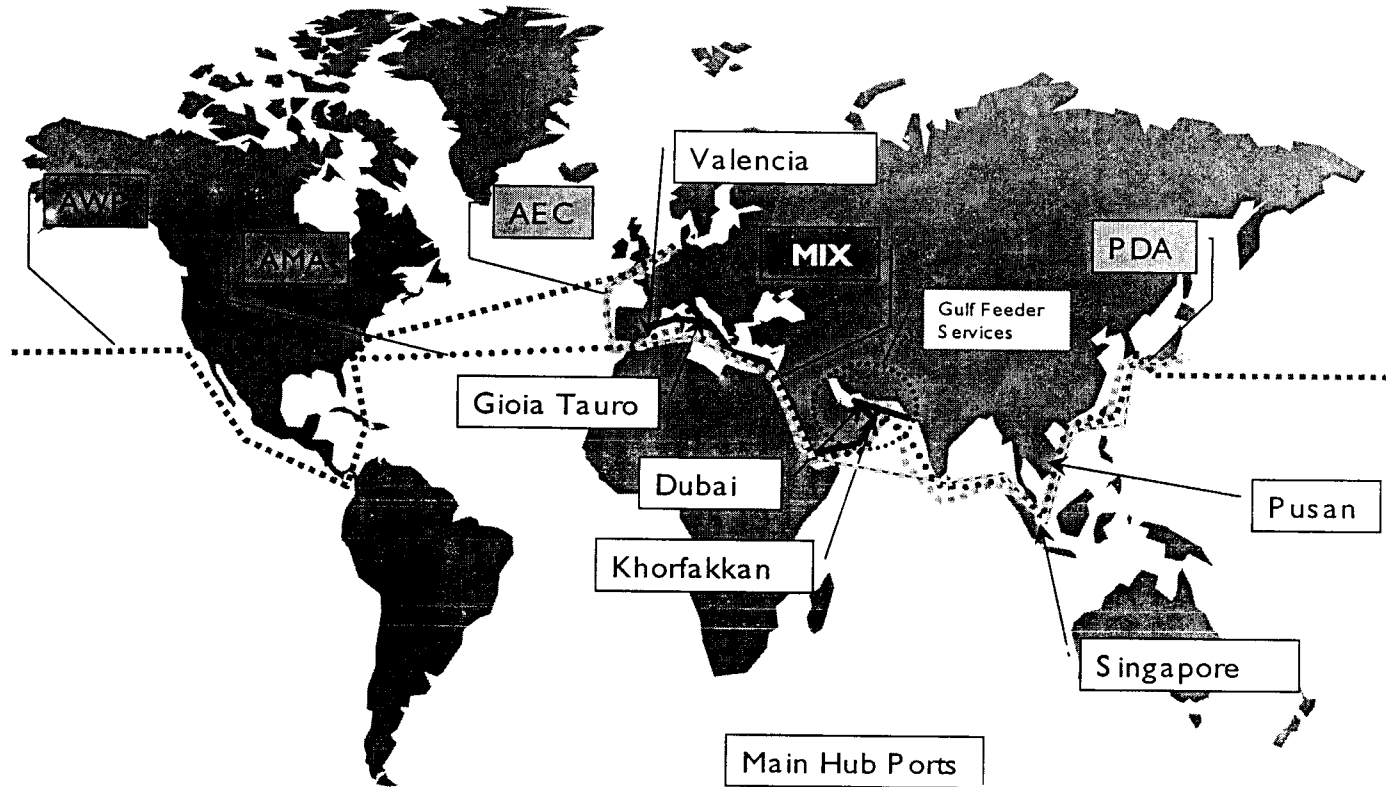 Valencia
AWP
AEC
AMA
MIX
PDA
Gulf Feeder
Services
Gioia Tauro
Dubai
Pusan
Khorfakkan
Singapore
Main Hub Ports